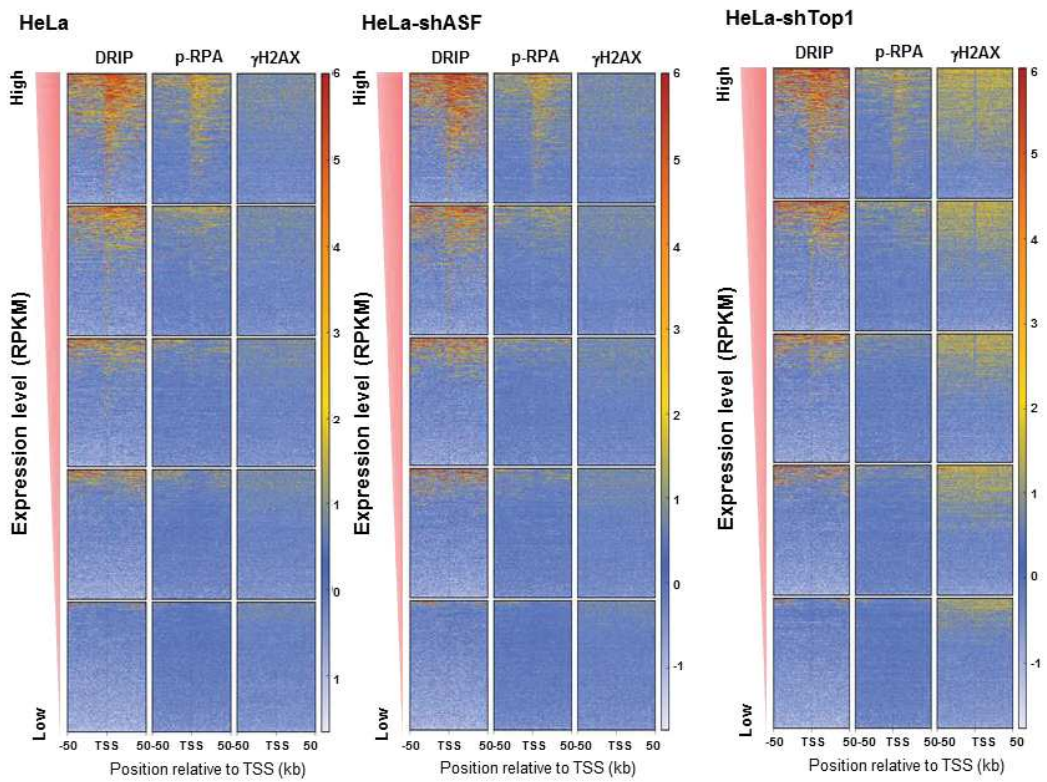 HeLa
DRIP p-RPA γH2AX
High
Expression level (RPKM)
Low
6
5
4
3
2
1
0
1
-50 TSS 50-50 TSS 50-50 TSS 50
Position relative to TSS (kb)
HeLa-shASF
DRIP p-RPA γH2AX
High
Expression level (RPKM)
Low
6
5
4
3
2
1
0
-1
-50 TSS 50-50 TSS 50-50 TSS 50
Position relative to TSS (kb)
HeLa-shTop1
DRIP p-RPA γH2AX
High
Expression level (RPKM)
Low
6
5
4
3
2
1
0
-1
-50 TSS 50-50 TSS 50-50 TSS 50
Position relative to TSS (kb)